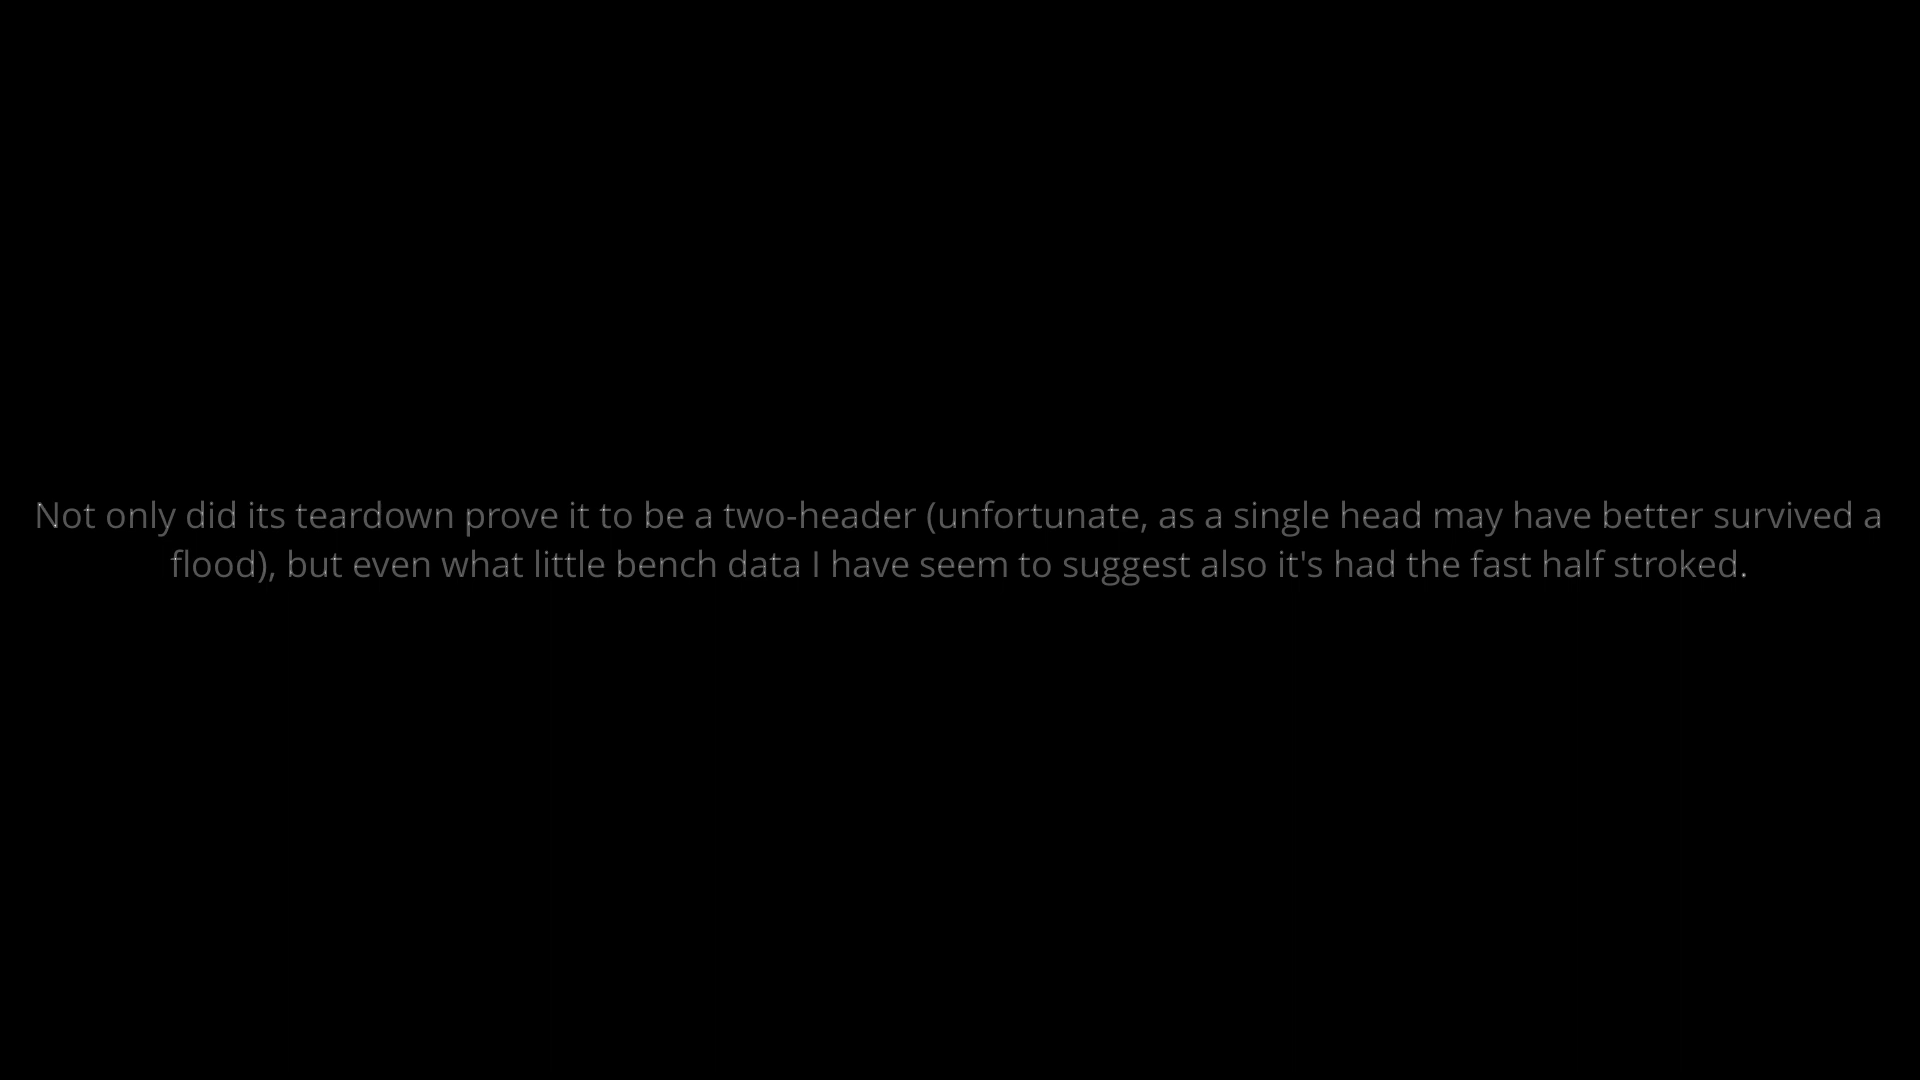 Not only did its teardown prove it to be a two-header (unfortunate, as a single head may have better survived a
flood), but even what little bench data I have seem to suggest also it's had the fast half stroked.